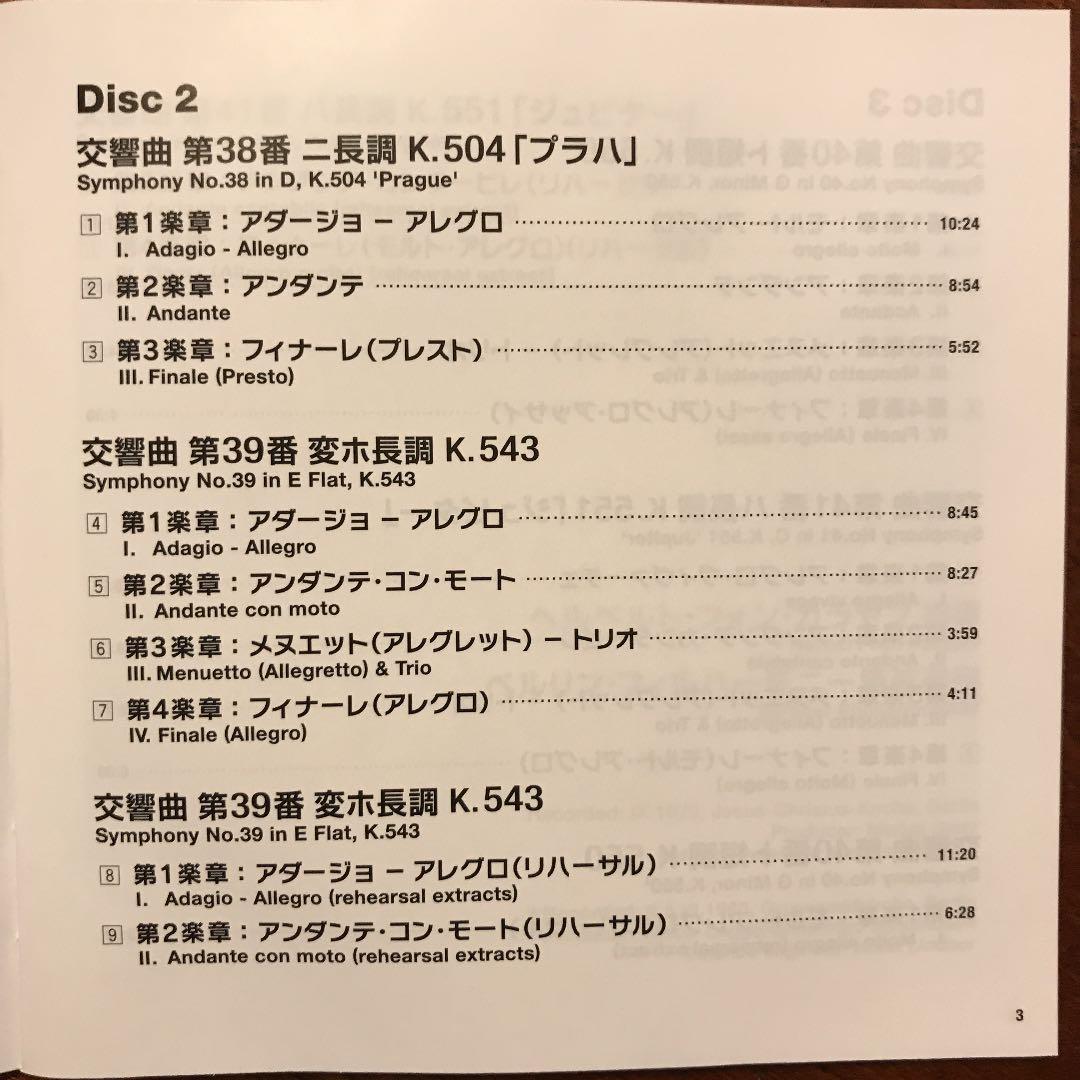 Disc 2
交響曲 第38番 ニ長調 K.504「プラハ」
Symphony No.38 in D, K.504 'Prague'
1 第1楽章：アダージョ － アレグロ 10:24
I. Adagio - Allegro
2 第2楽章：アンダンテ 8:54
II. Andante
3 第3楽章：フィナーレ（プレスト） 5:52
III. Finale (Presto)
交響曲 第39番 変ホ長調 K.543
Symphony No.39 in E Flat, K.543
4 第1楽章：アダージョ － アレグロ 8:45
I. Adagio - Allegro
5 第2楽章：アンダンテ・コン・モート 8:27
II. Andante con moto
6 第3楽章：メヌエット（アレグレット）－ トリオ 3:59
III. Menuetto (Allegretto) & Trio
7 第4楽章：フィナーレ（アレグロ） 4:11
IV. Finale (Allegro)
交響曲 第39番 変ホ長調 K.543
Symphony No.39 in E Flat, K.543
8 第1楽章：アダージョ － アレグロ（リハーサル） 11:20
I. Adagio - Allegro (rehearsal extracts)
9 第2楽章：アンダンテ・コン・モート（リハーサル） 6:28
II. Andante con moto (rehearsal extracts)
3